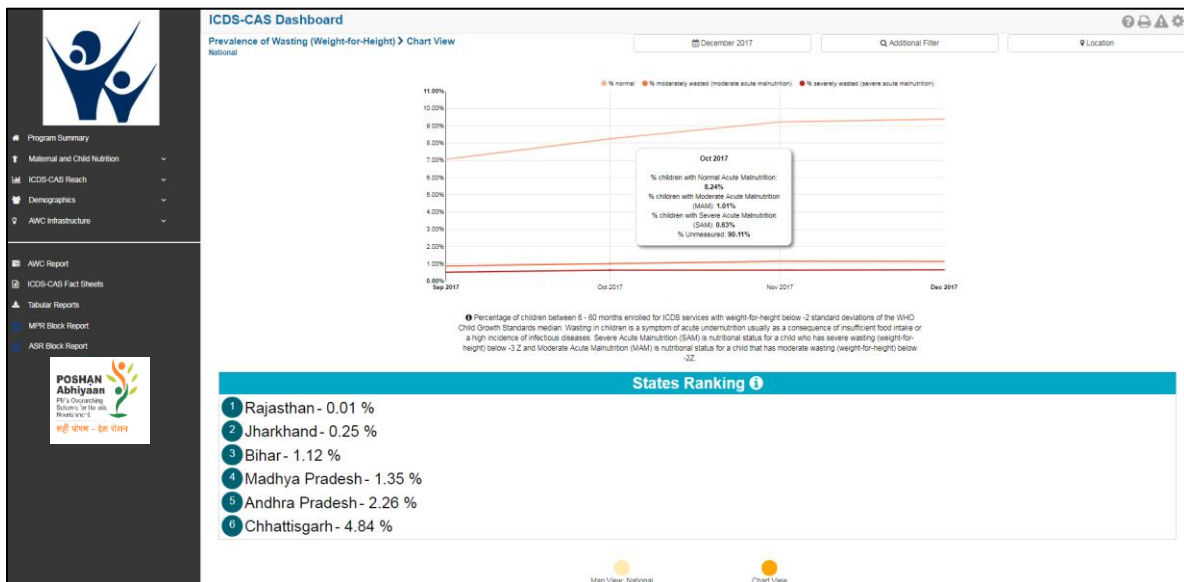 ICDS-CAS Dashboard
Prevalence of Wasting (Weight-for-Height) > Chart View
National
December 2017
Additional Filter
Location
Program Summary
Maternal and Child Nutrition
ICDS-CAS Reach
Demographics
AWC Infrastructure
AWC Report
ICDS-CAS Fact Sheets
Tabular Reports
MPR Block Report
ASR Block Report
POSHAN
Abhiyaan
PM's Overarching
Scheme for Holistic
Nourishment
सही पोषण - देश रोशन
% normal % moderately wasted (moderate acute malnutrition) % severely wasted (severe acute malnutrition)
11.00%
10.00%
9.00%
8.00%
7.00%
6.00%
5.00%
4.00%
3.00%
2.00%
1.00%
0.00%
Sep 2017 Oct 2017 Nov 2017 Dec 2017
Oct 2017
% children with Normal Acute Malnutrition:
8.24%
% children with Moderate Acute Malnutrition
(MAM): 1.01%
% children with Severe Acute Malnutrition
(SAM): 0.63%
% Unmeasured: 90.11%
Percentage of children between 6 - 60 months enrolled for ICDS services with weight-for-height below -2 standard deviations of the WHO
Child Growth Standards median. Wasting in children is a symptom of acute undernutrition usually as a consequence of insufficient food intake or
a high incidence of infectious diseases. Severe Acute Malnutrition (SAM) is nutritional status for a child who has severe wasting (weight-for-
height) below -3 Z and Moderate Acute Malnutrition (MAM) is nutritional status for a child that has moderate wasting (weight-for-height) below
-2Z.
States Ranking
1 Rajasthan - 0.01 %
2 Jharkhand - 0.25 %
3 Bihar - 1.12 %
4 Madhya Pradesh - 1.35 %
5 Andhra Pradesh - 2.26 %
6 Chhattisgarh - 4.84 %
Map View: National
Chart View